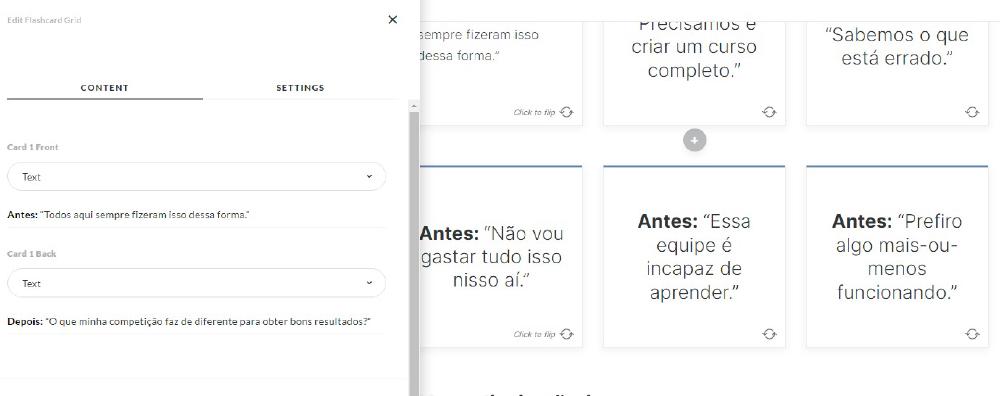 Edit Flashcard Grid
CONTENT
SETTINGS
Card 1 Front
Text
Antes: "Todos aqui sempre fizeram isso dessa forma."
Card 1 Back
Text
Depois: "O que minha competição faz de diferente para obter bons resultados?"
sempre fizeram isso
dessa forma."
Click to flip
Precisamos é
criar um curso
completo."
“Sabemos o que
está errado.”
Antes: “Não vou
gastar tudo isso
nisso aí.”
Click to flip
Antes: “Essa
equipe é
incapaz de
aprender.”
Antes: “Prefiro
algo mais-ou-
menos
funcionando.”